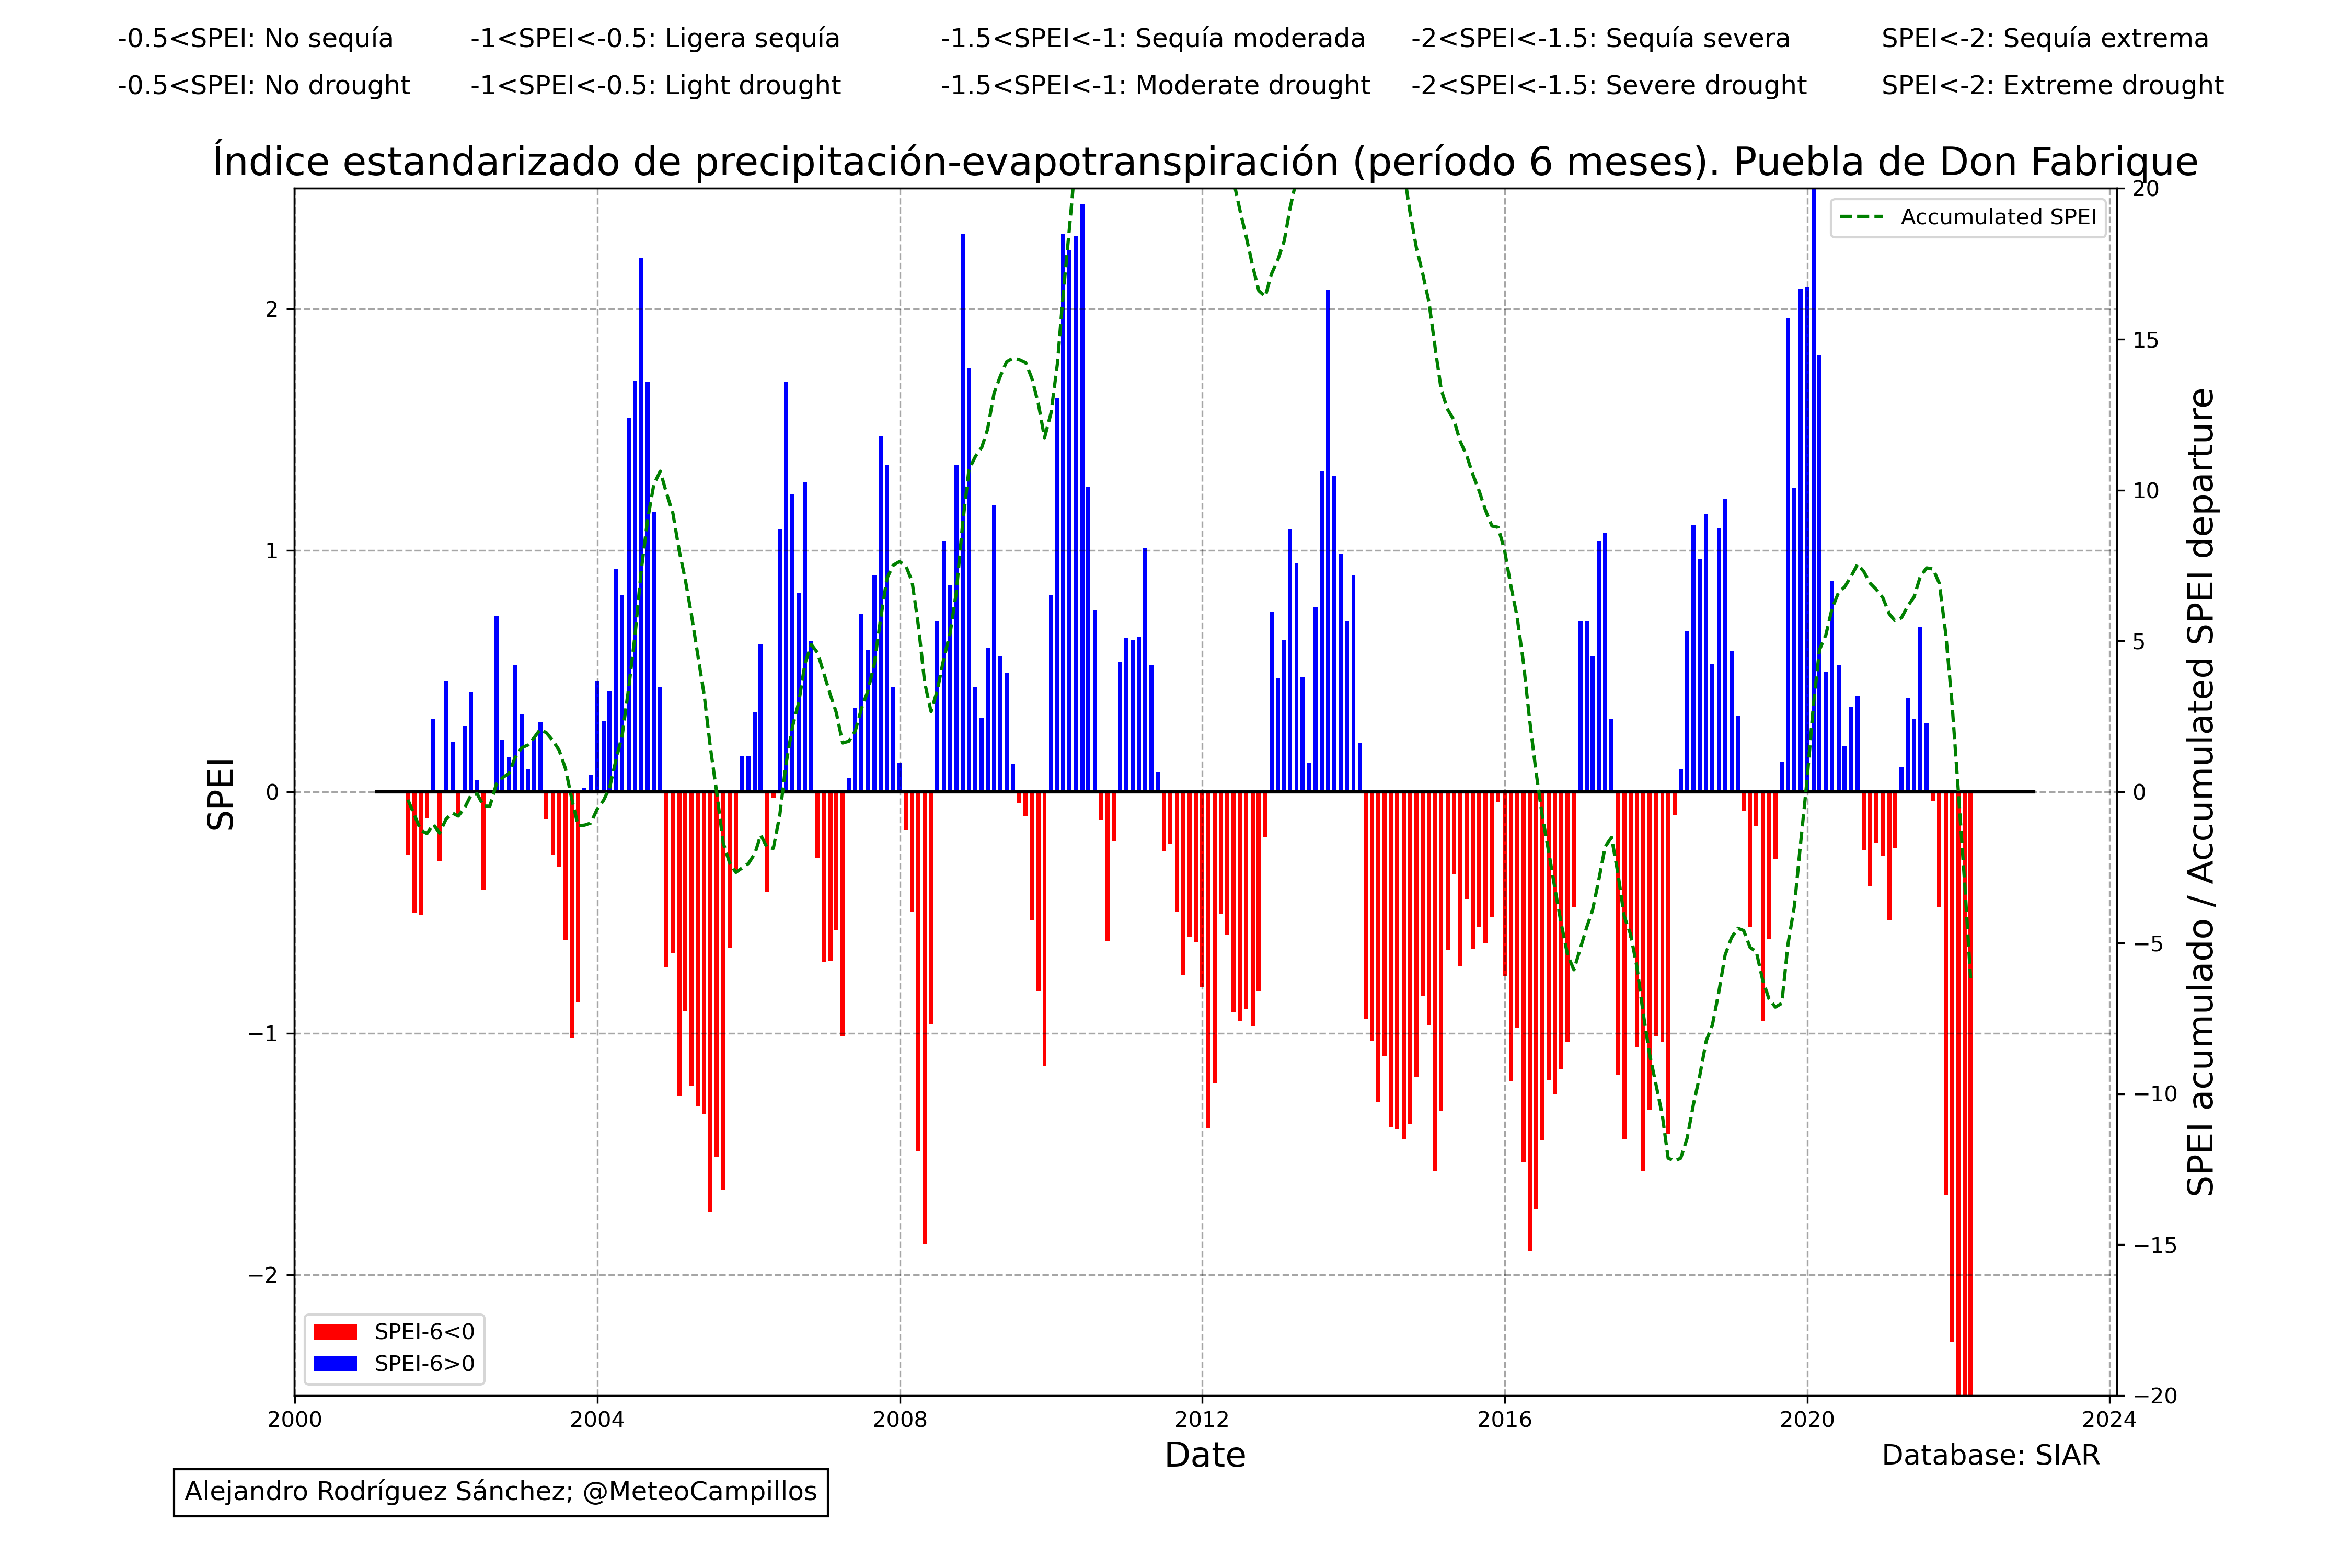 -0.5<SPEI: No sequía -1<SPEI<-0.5: Ligera sequía -1.5<SPEI<-1: Sequía moderada -2<SPEI<-1.5: Sequía severa SPEI<-2: Sequía extrema
-0.5<SPEI: No drought -1<SPEI<-0.5: Light drought -1.5<SPEI<-1: Moderate drought -2<SPEI<-1.5: Severe drought SPEI<-2: Extreme drought
Índice estandarizado de precipitación-evapotranspiración (período 6 meses). Puebla de Don Fabrique
Accumulated SPEI
SPEI
2
1
0
−1
−2
20
15
10
5
0
−5
−10
−15
−20
SPEI acumulado / Accumulated SPEI departure
SPEI-6<0
SPEI-6>0
2000 2004 2008 2012 2016 2020 2024
Date
Database: SIAR
Alejandro Rodríguez Sánchez; @MeteoCampillos